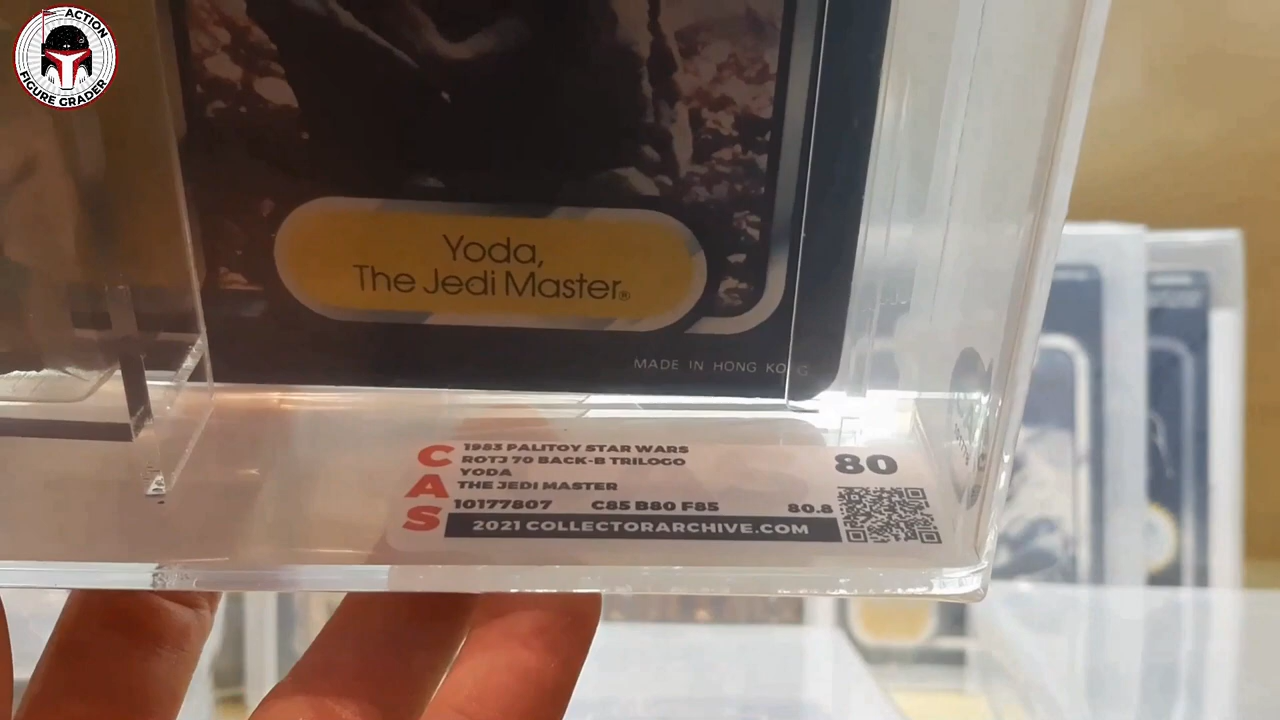 ACTION
FIGURE GRADER
Yoda,
The Jedi Master®
MADE IN HONG KONG
CAS
1983 PALITOY STAR WARS
ROTJ 70 BACK-B TRILOGO
YODA
THE JEDI MASTER
10177807 C85 B80 F85 80.8
80
2021 COLLECTORARCHIVE.COM